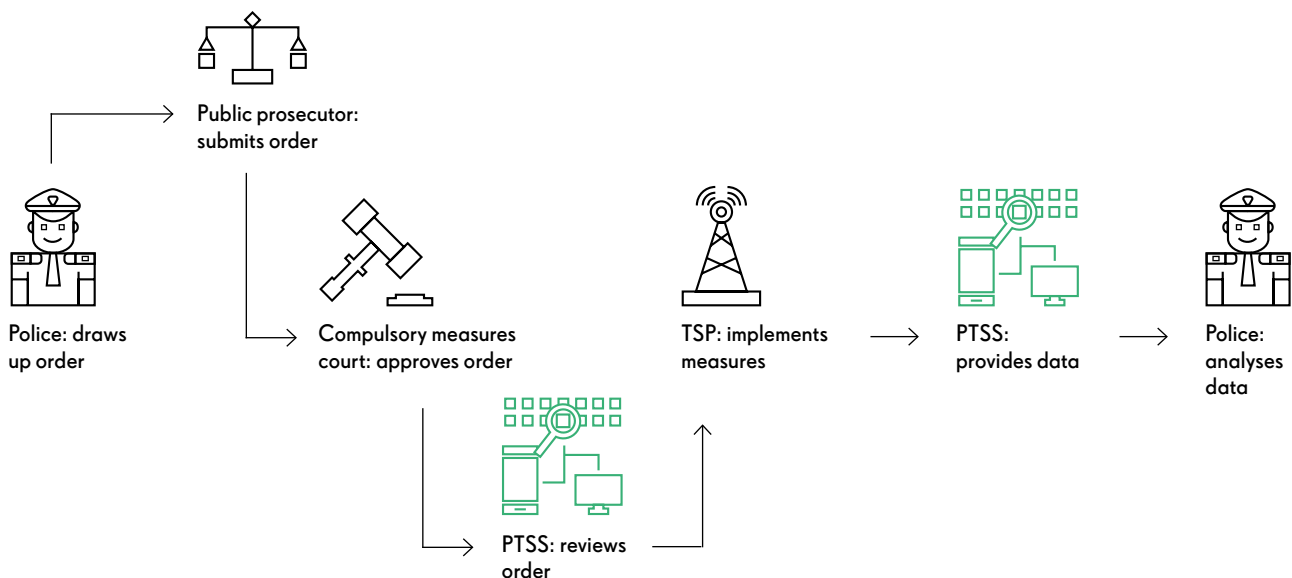 Public prosecutor:
submits order
Police: draws
up order
Compulsory measures
court: approves order
PTSS: reviews
order
TSP: implements
measures
PTSS:
provides data
Police:
analyses
data